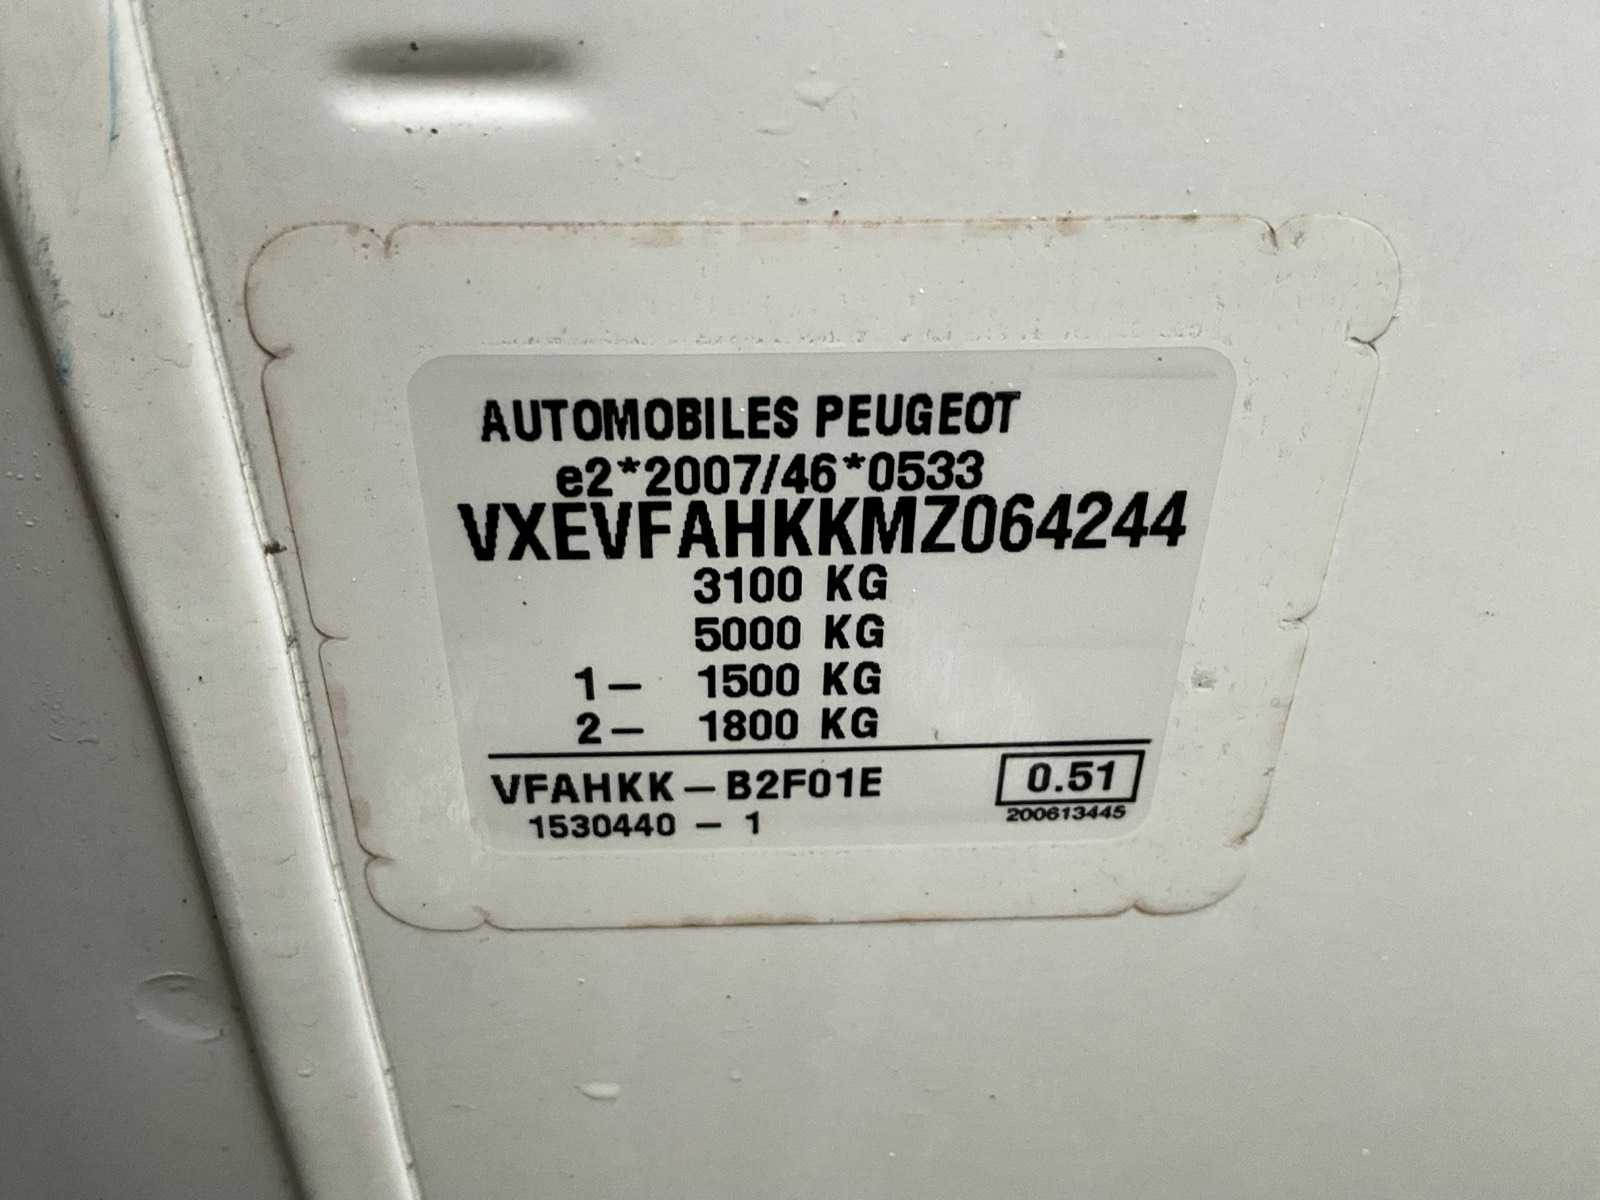 AUTOMOBILES PEUGEOT
e2*2007/46*0533
VXEVFAHKKMZ064244
3100 KG
5000 KG
1- 1500 KG
2- 1800 KG
VFAHKK-B2F01E
0.51
1530440 - 1
200613445